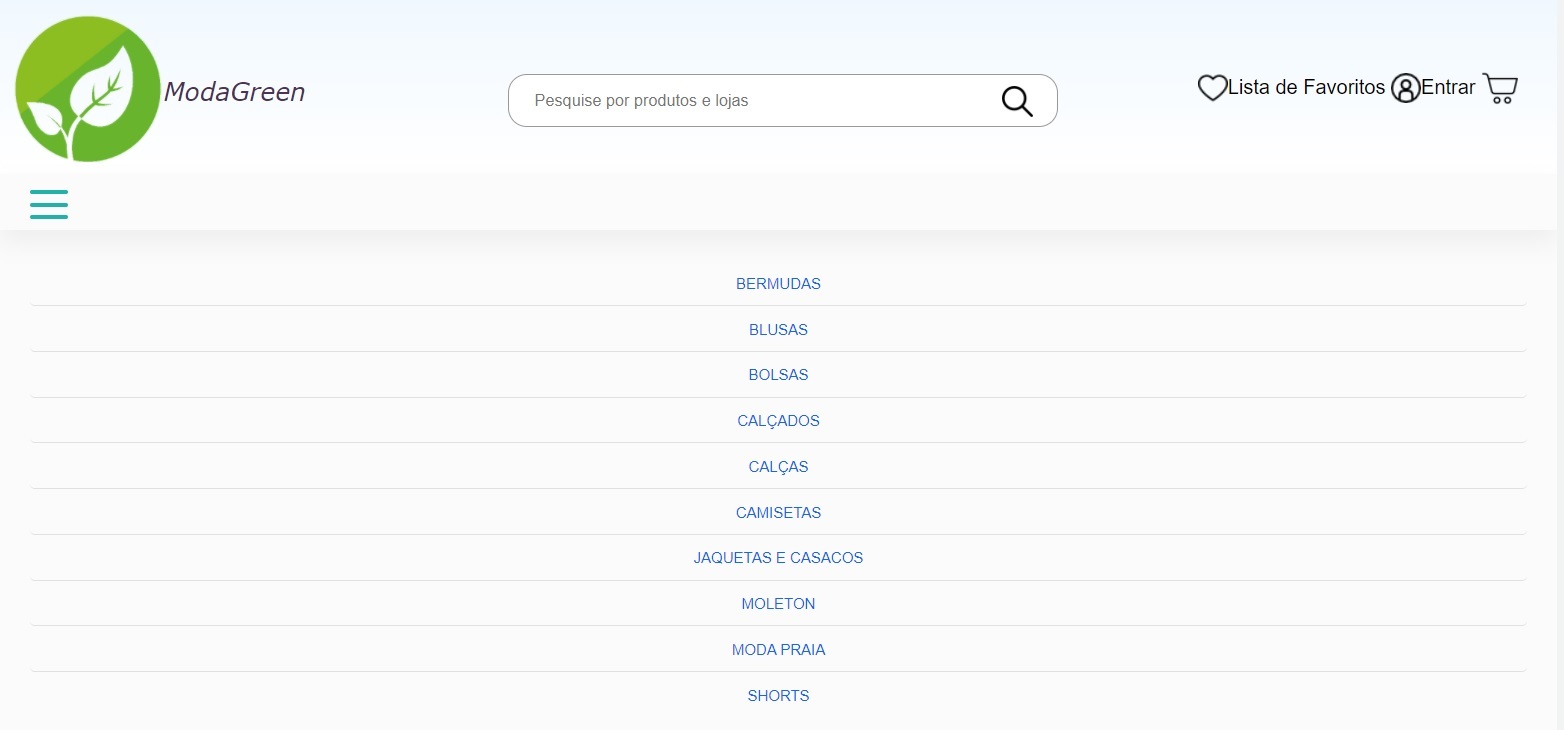 ModaGreen
Pesquise por produtos e lojas
Lista de Favoritos Entrar
BERMUDAS
BLUSAS
BOLSAS
CALÇADOS
CALÇAS
CAMISETAS
JAQUETAS E CASACOS
MOLETON
MODA PRAIA
SHORTS